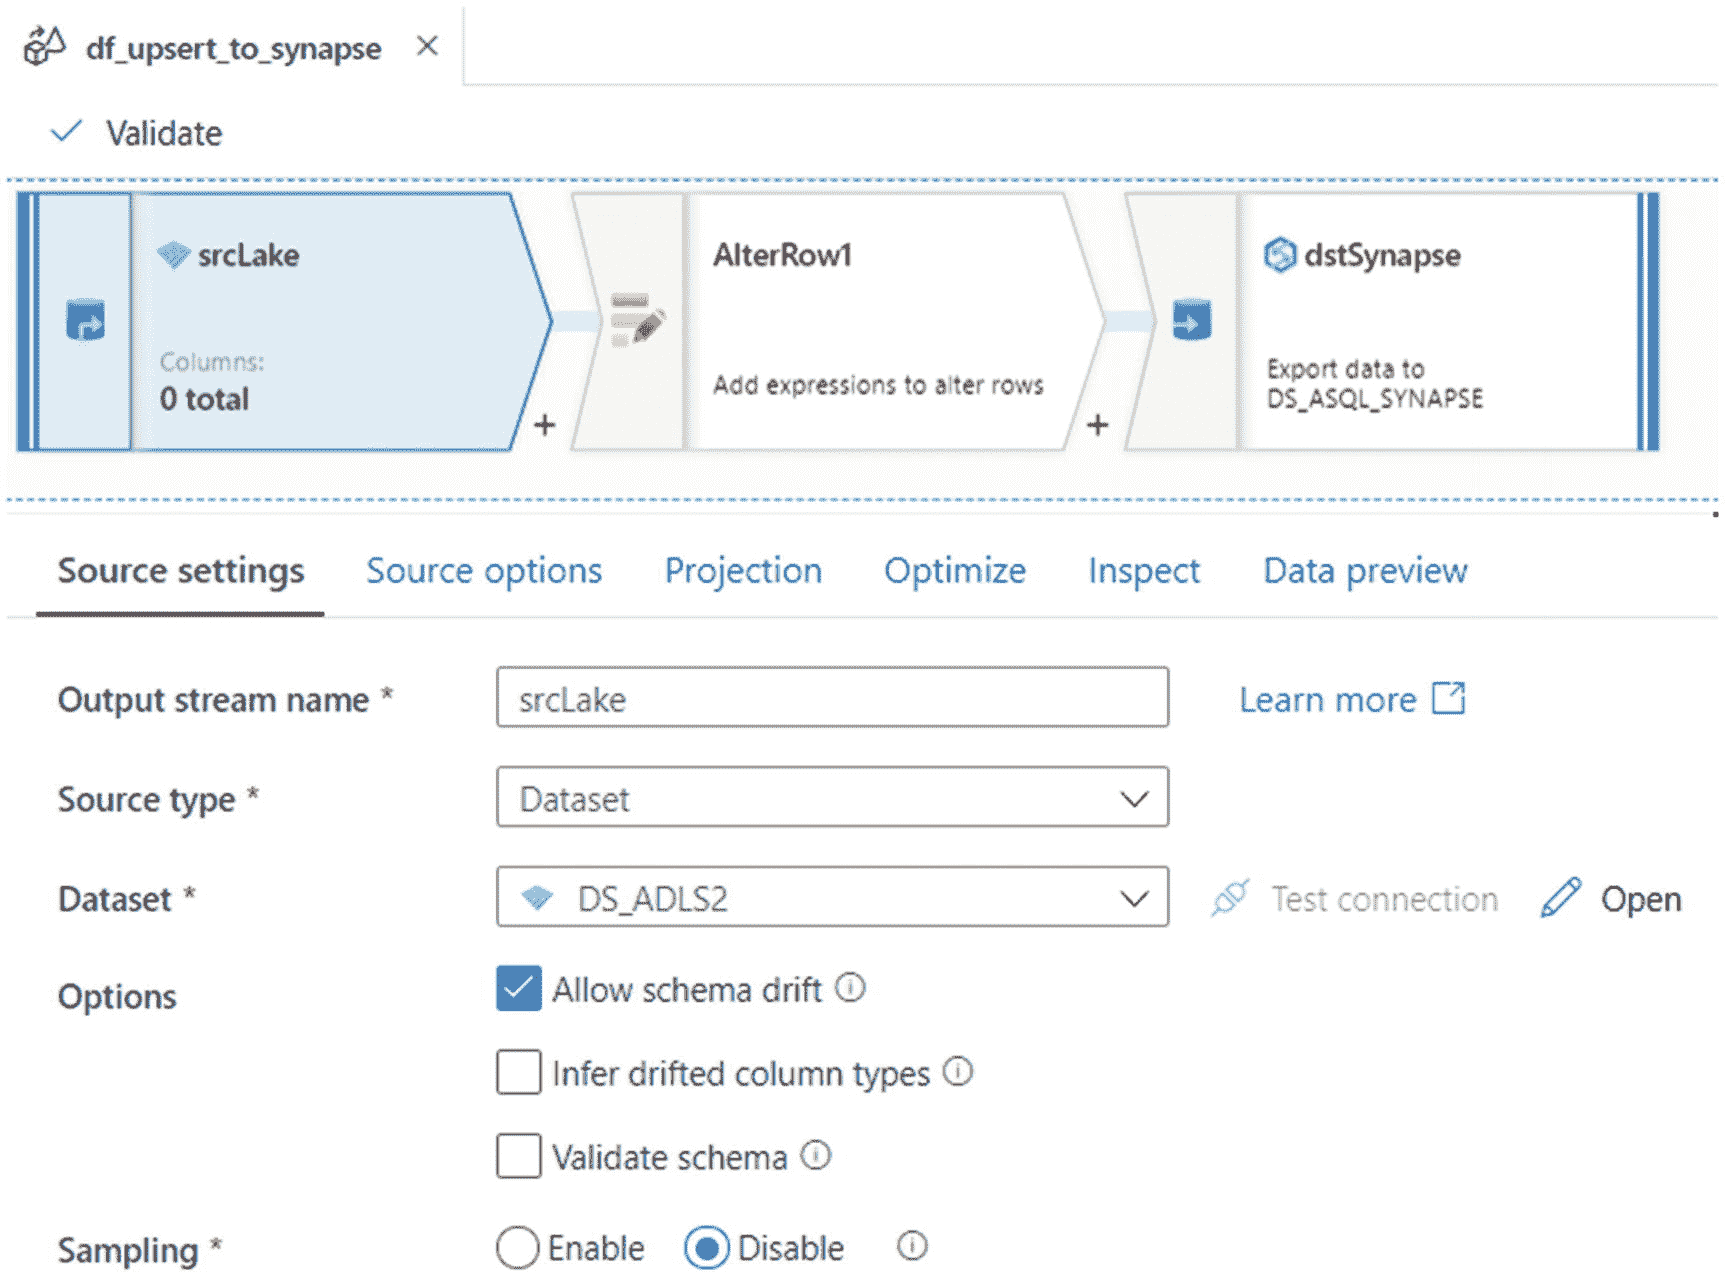 df_upsert_to_synapse
Validate
srcLake
Columns:
0 total
AlterRow1
Add expressions to alter rows
dstSynapse
Export data to
DS_ASQL_SYNAPSE
Source settings Source options Projection Optimize Inspect Data preview
Output stream name * srcLake Learn more
Source type * Dataset
Dataset * DS_ADLS2 Test connection Open
Options Allow schema drift
Infer drifted column types
Validate schema
Sampling * Enable Disable